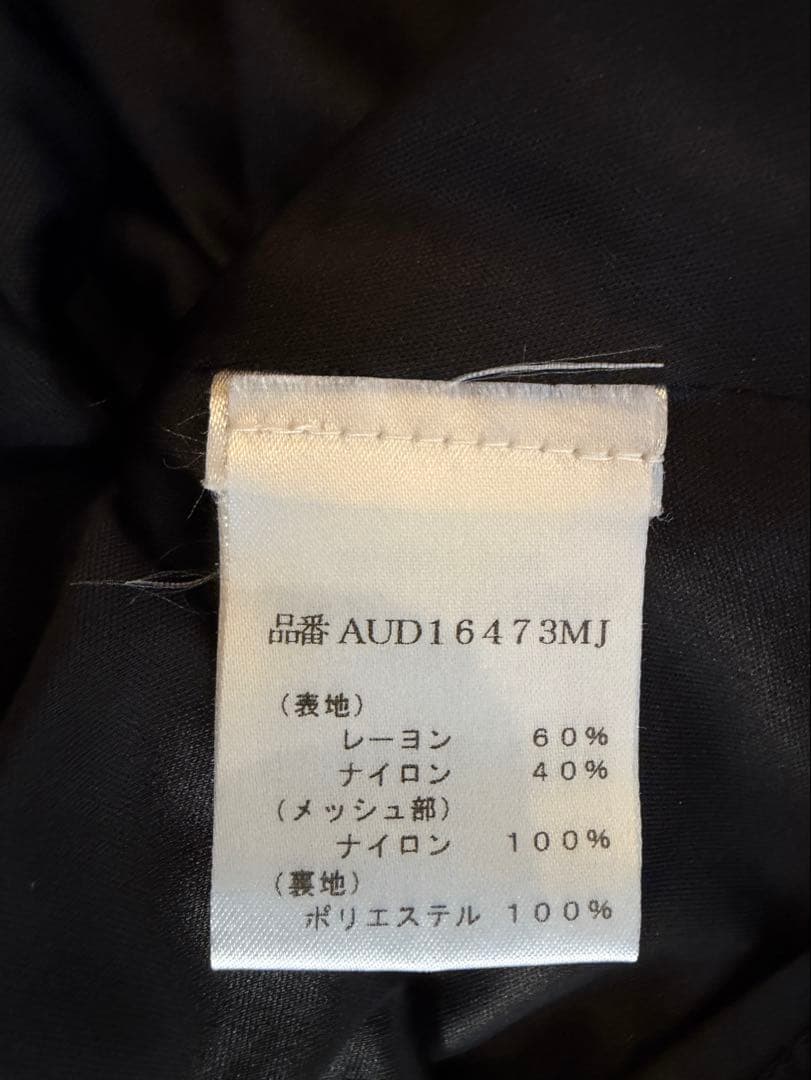 品番 AUD16473MJ
(表地)
レーヨン 60%
ナイロン 40%
(メッシュ部)
ナイロン 100%
(裏地)
ポリエステル 100%